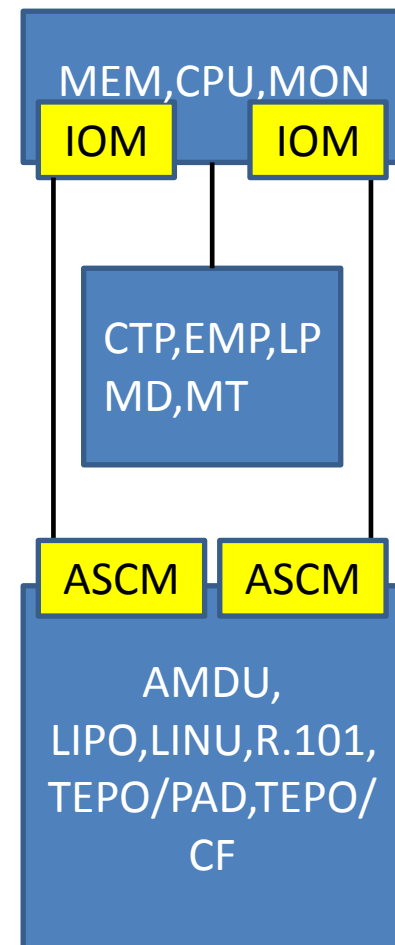 MEM,CPU,MON
IOM IOM
CTP,EMP,LP
MD,MT
ASCM ASCM
AMDU,
LIPO,LINU,R.101,
TEPO/PAD,TEPO/
CF